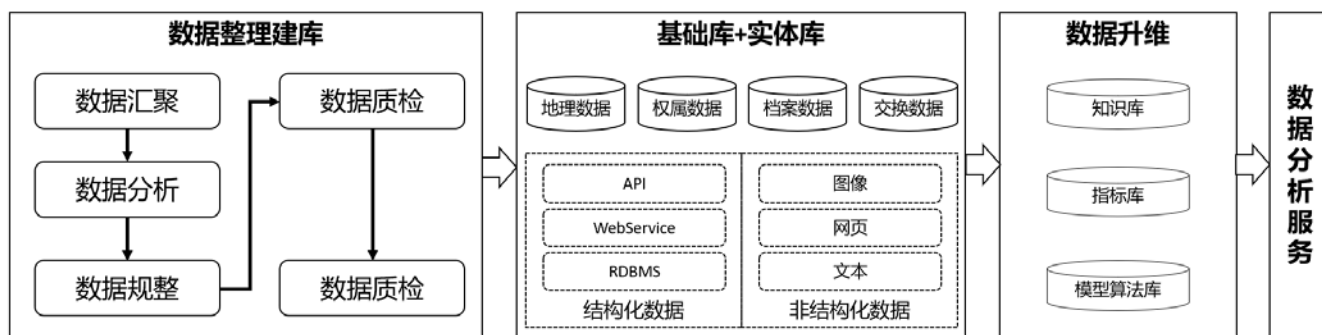 数据整理建库
数据汇聚
数据分析
数据规整
数据质检
数据质检
基础库+实体库
地理数据
权属数据
档案数据
交换数据
API
WebService
RDBMS
结构化数据
图像
网页
文本
非结构化数据
数据升维
知识库
指标库
模型算法库
数据分析服务